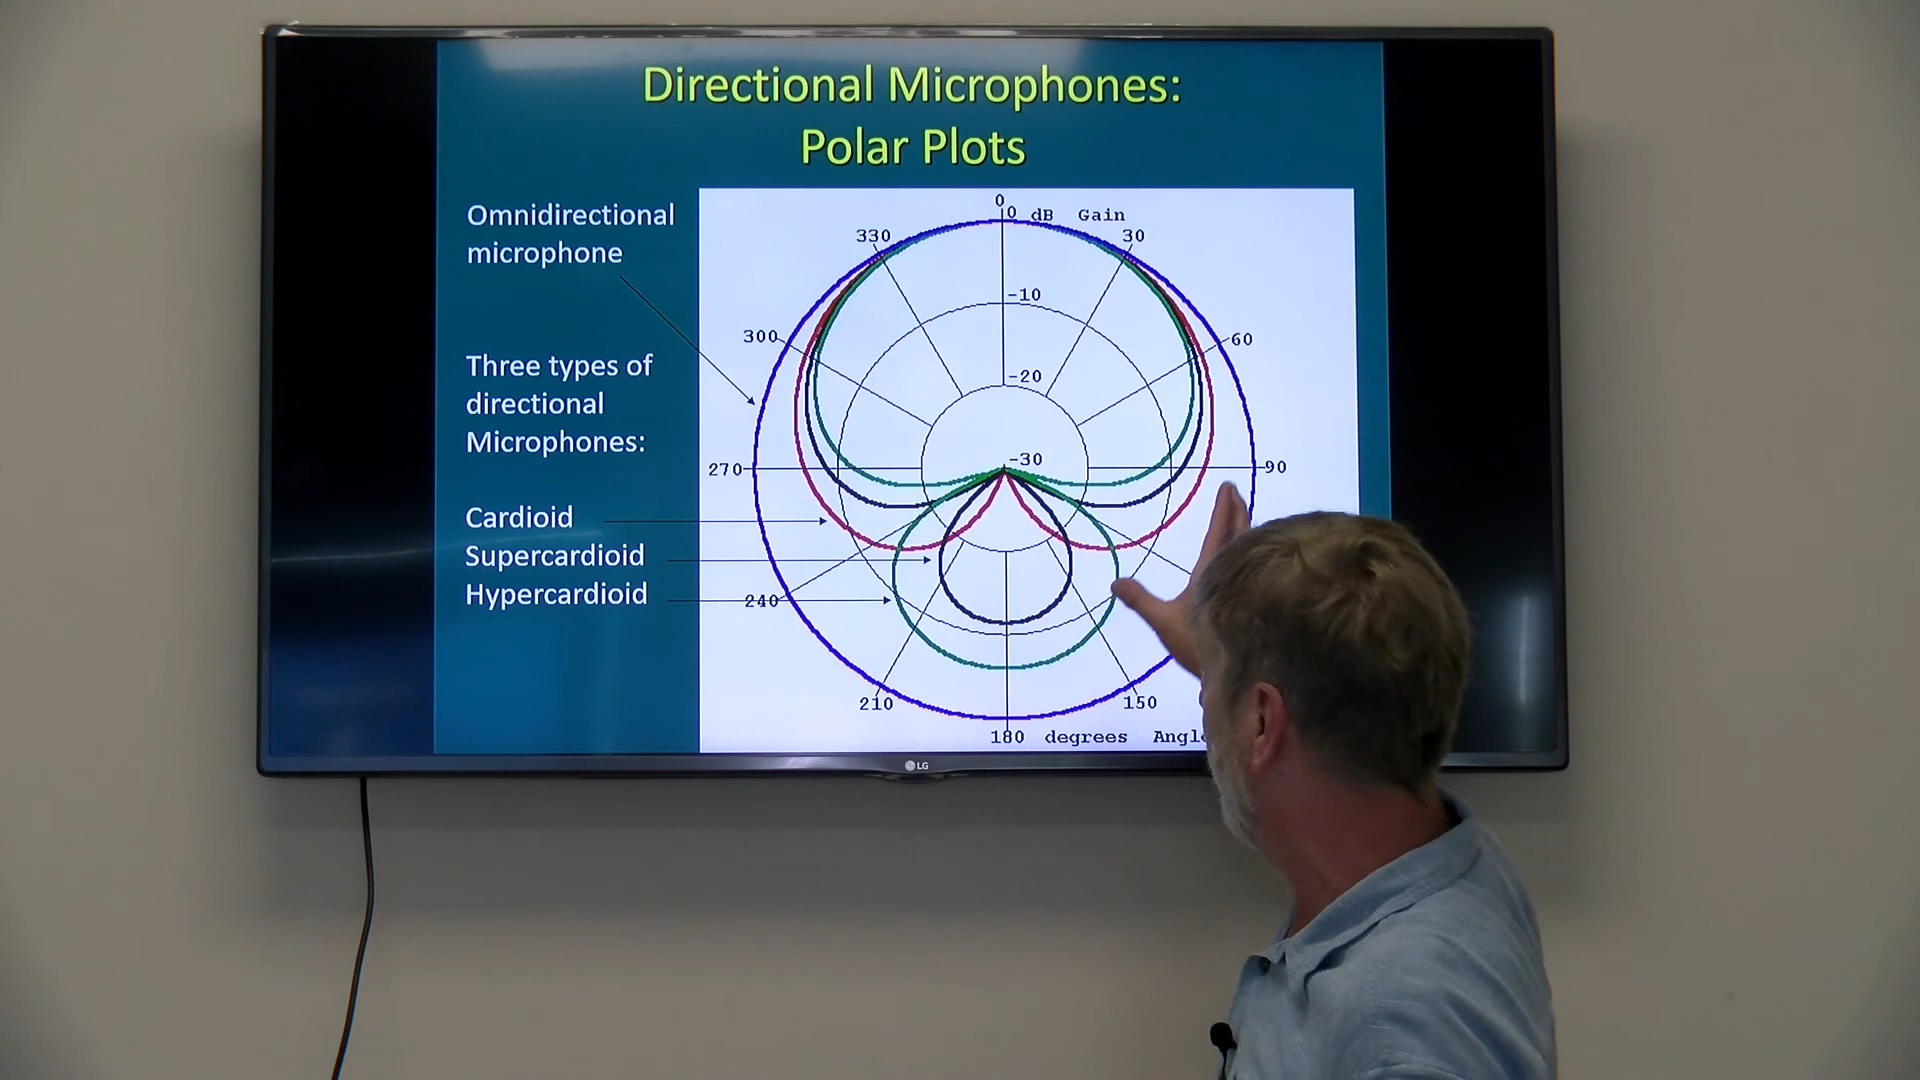 Directional Microphones:
Polar Plots
Omnidirectional
microphone
Three types of
directional
Microphones:
Cardioid
Supercardioid
Hypercardioid
0
0 dB Gain
330
30
-10
300
60
-20
-30
270
90
240
210
150
180 degrees
LG